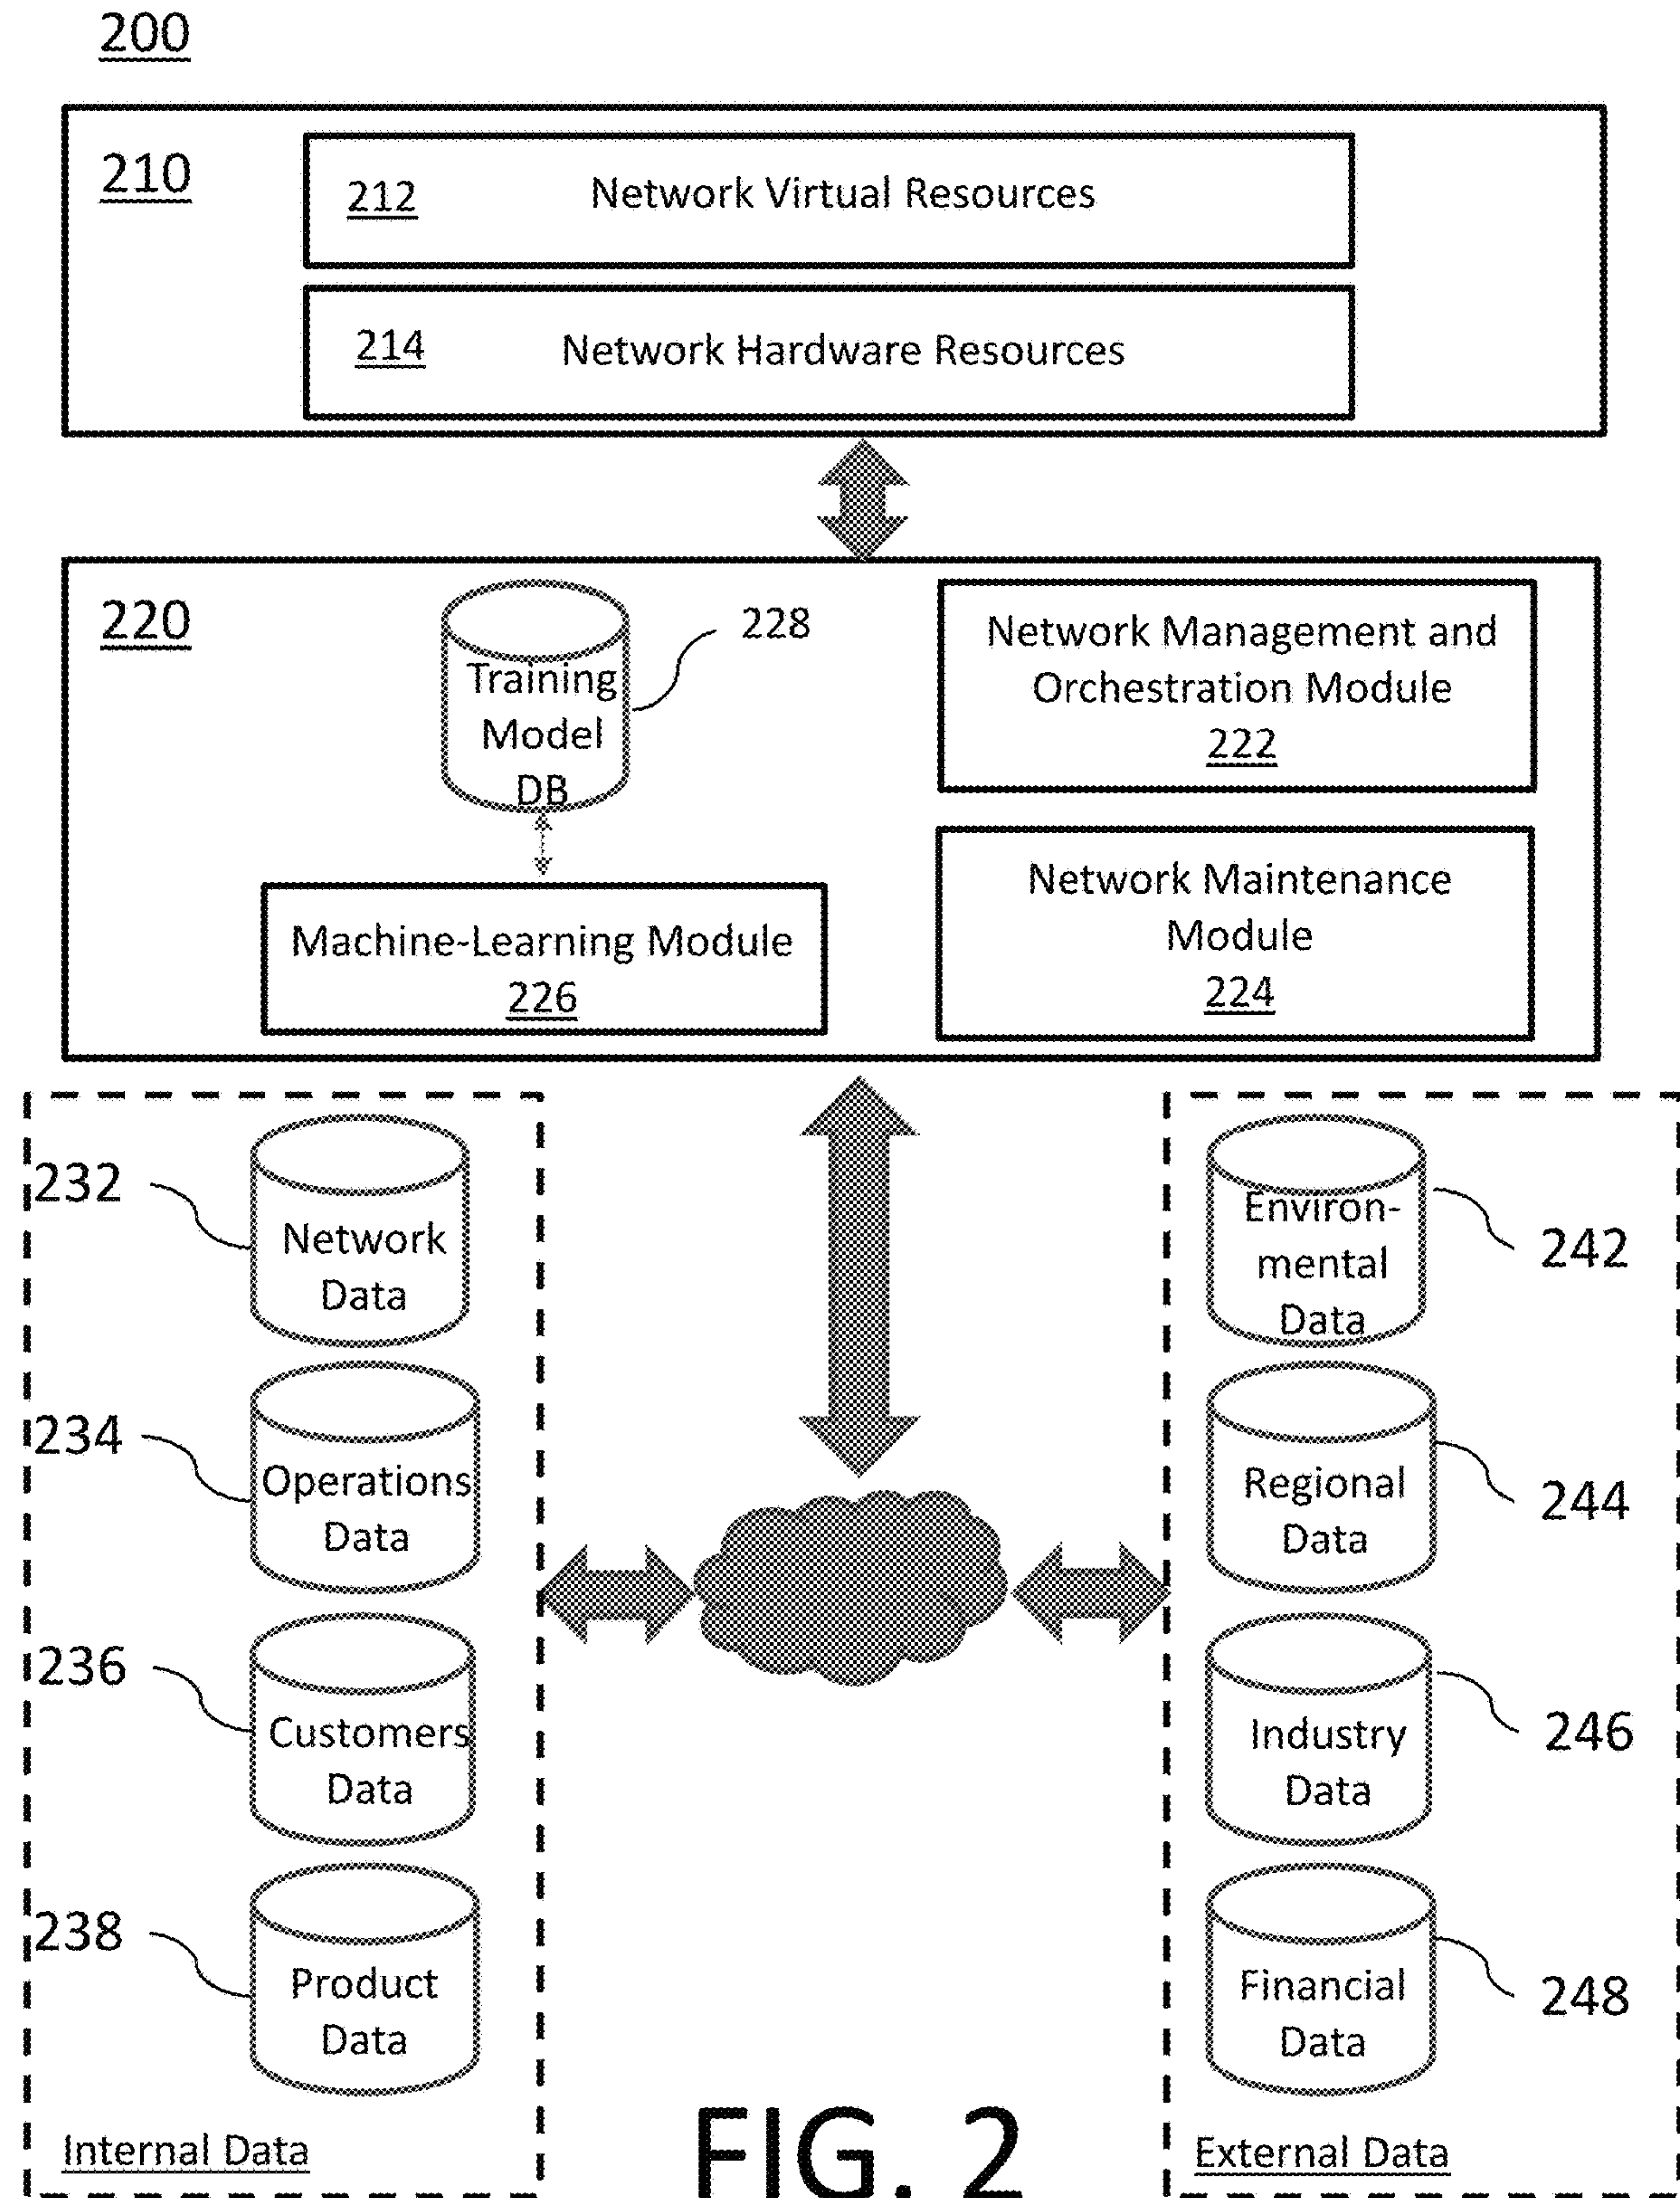 200
210
212
Network Virtual Resources
214
Network Hardware Resources
220
Training
Model
DB
228
Network Management and
Orchestration Module
222
Machine-Learning Module
226
Network Maintenance
Module
224
232
Network
Data
234
Operations
Data
236
Customers
Data
238
Product
Data
Internal Data
Environ-
mental
Data
242
Regional
Data
244
Industry
Data
246
Financial
Data
248
External Data
FIG. 2